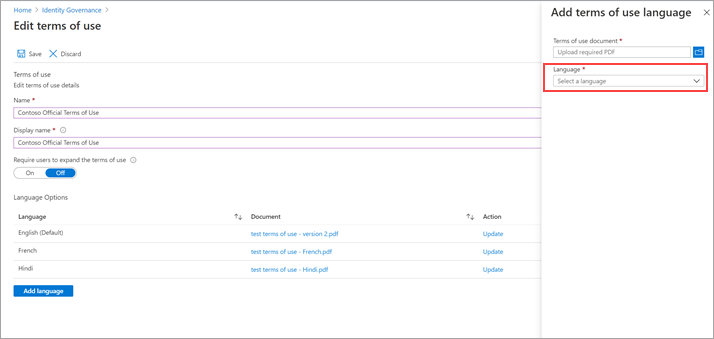 Home > Identity Governance >
Edit terms of use
Save Discard
Terms of use
Edit terms of use details
Name *
Contoso Official Terms of Use
Display name *
Contoso Official Terms of Use
Require users to expand the terms of use
On Off
Language Options
Language Document Action
English (Default) test terms of use - version 2.pdf Update
French test terms of use - French.pdf Update
Hindi test terms of use - Hindi.pdf Update
Add language
Add terms of use language
Terms of use document *
Upload required PDF
Language *
Select a language